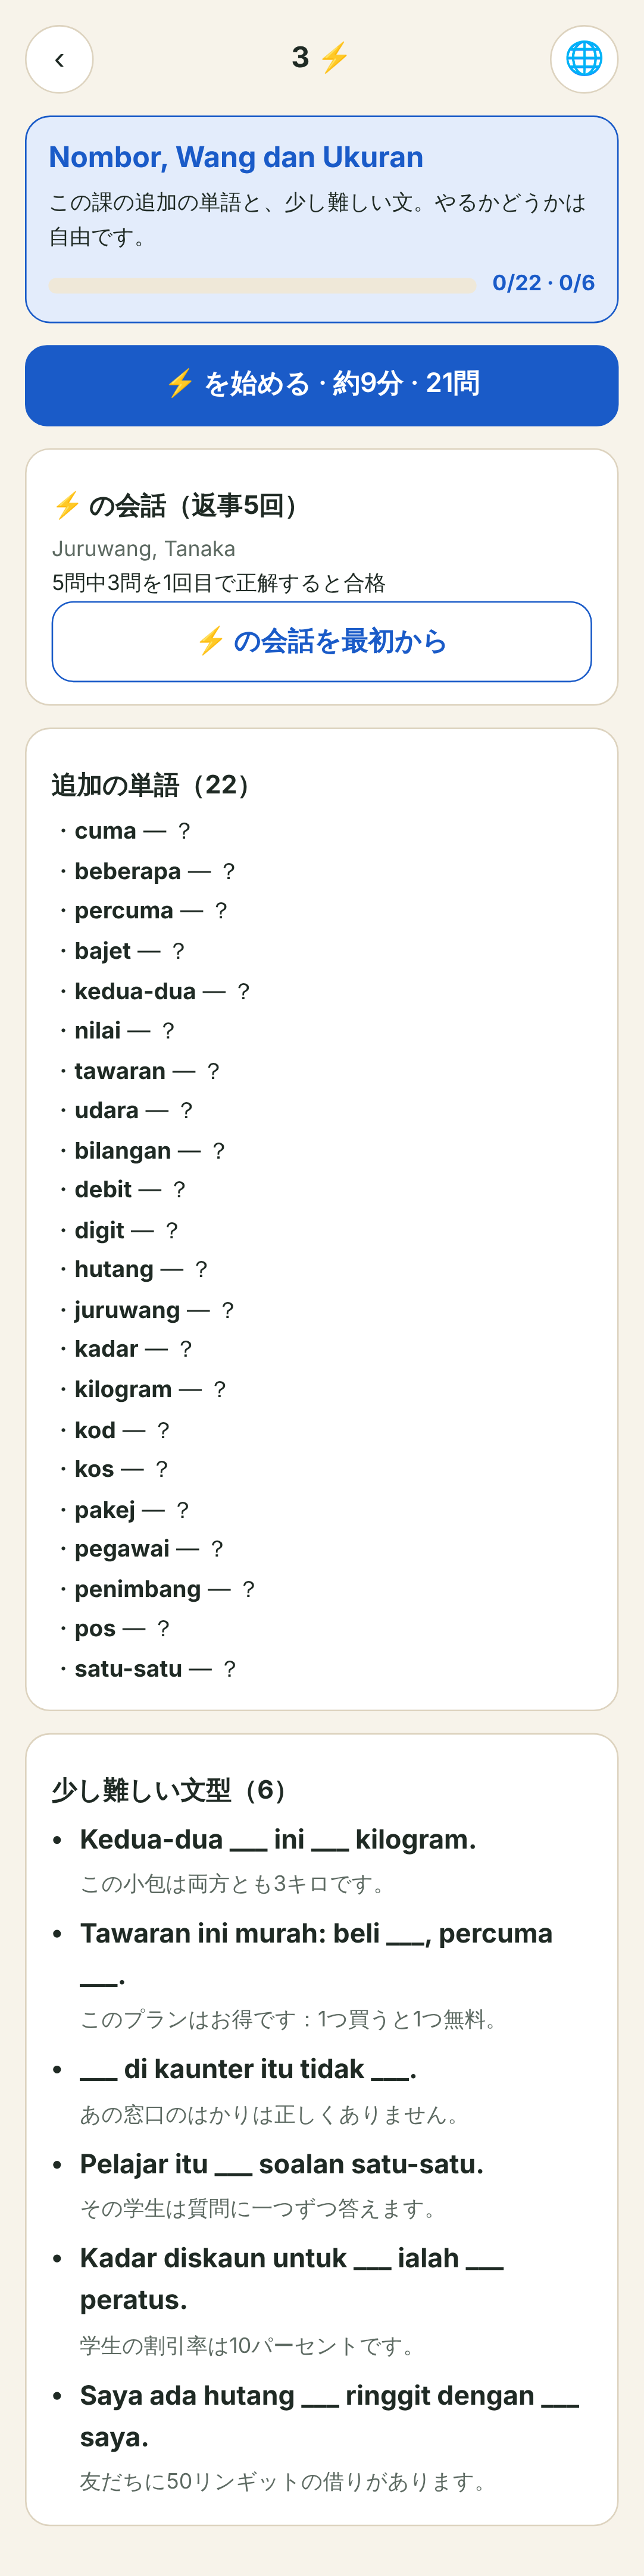 ‹
3 ⚡
🌐
Nombor, Wang dan Ukuran
この課の追加の単語と、少し難しい文。やるかどうかは
自由です。
0/22 · 0/6
⚡ を始める · 約9分 · 21問
⚡ の会話（返事5回）
Juruwang, Tanaka
5問中3問を1回目で正解すると合格
⚡ の会話を最初から
追加の単語（22）
· cuma — ？
· beberapa — ？
· percuma — ？
· bajet — ？
· kedua-dua — ？
· nilai — ？
· tawaran — ？
· udara — ？
· bilangan — ？
· debit — ？
· digit — ？
· hutang — ？
· juruwang — ？
· kadar — ？
· kilogram — ？
· kod — ？
· kos — ？
· pakej — ？
· pegawai — ？
· penimbang — ？
· pos — ？
· satu-satu — ？
少し難しい文型（6）
• Kedua-dua ___ ini ___ kilogram.
この小包は両方とも3キロです。
• Tawaran ini murah: beli ___, percuma
___.
このプランはお得です：1つ買うと1つ無料。
• ___ di kaunter itu tidak ___.
あの窓口のはかりは正しくありません。
• Pelajar itu ___ soalan satu-satu.
その学生は質問に一つずつ答えます。
• Kadar diskaun untuk ___ ialah ___
peratus.
学生の割引率は10パーセントです。
• Saya ada hutang ___ ringgit dengan ___
saya.
友だちに50リンギットの借りがあります。